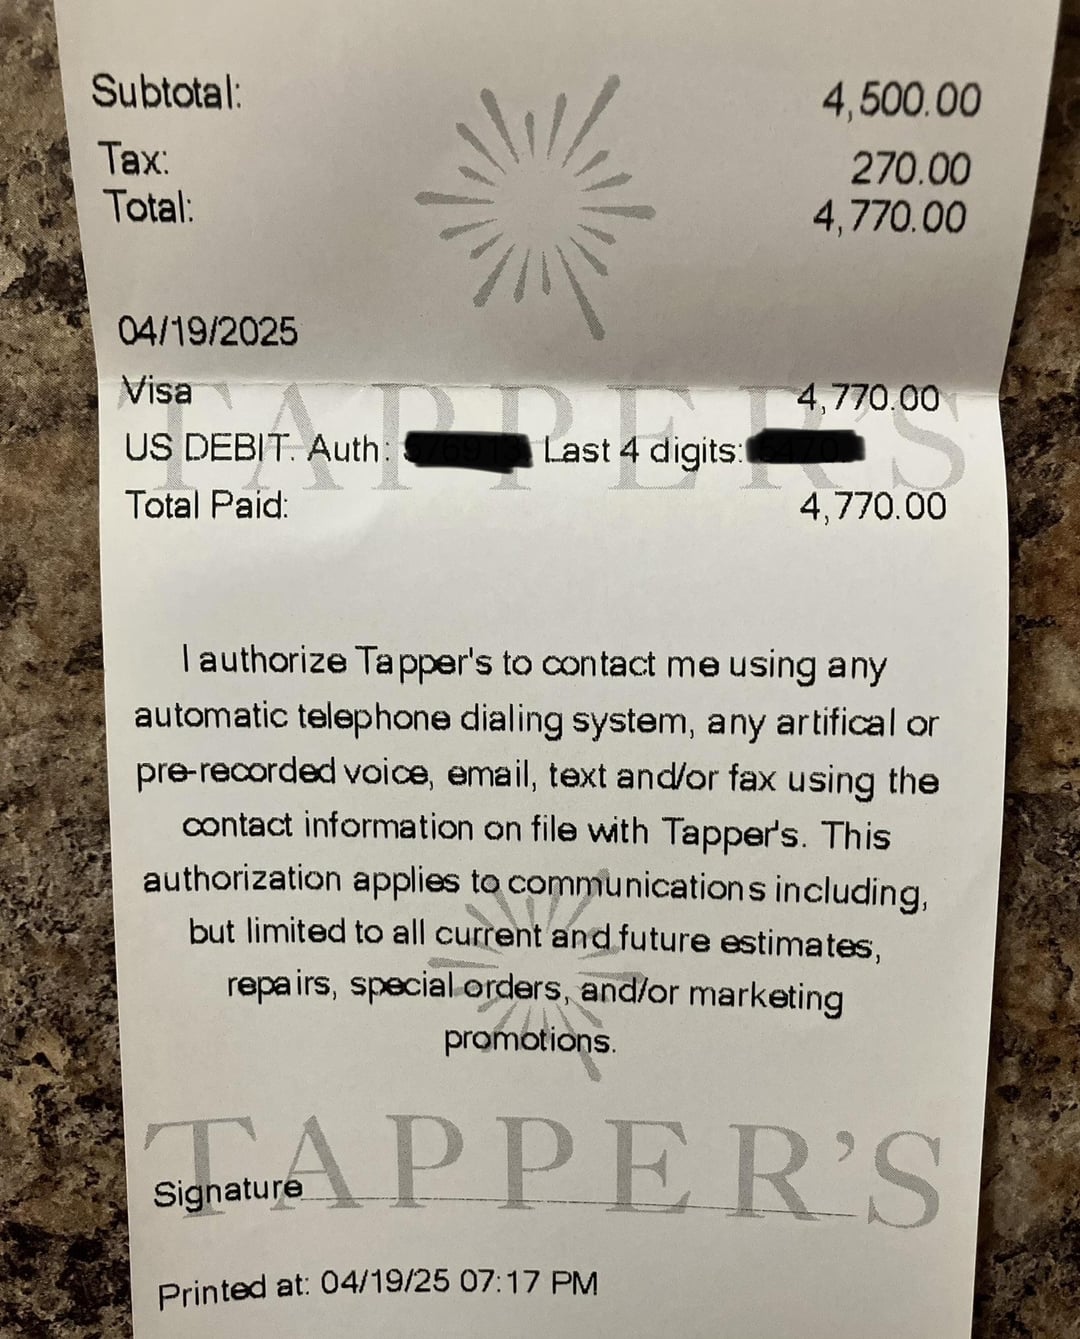 Subtotal: 4,500.00
Tax: 270.00
Total: 4,770.00
04/19/2025
Visa 4,770.00
TAPPER'S
US DEBIT. Auth: Last 4 digits:
Total Paid: 4,770.00
I authorize Tapper's to contact me using any
automatic telephone dialing system, any artifical or
pre-recorded voice, email, text and/or fax using the
contact information on file with Tapper's. This
authorization applies to communications including,
but limited to all current and future estimates,
repairs, special orders, and/or marketing
promotions.
TAPPER'S
Signature
Printed at: 04/19/25 07:17 PM